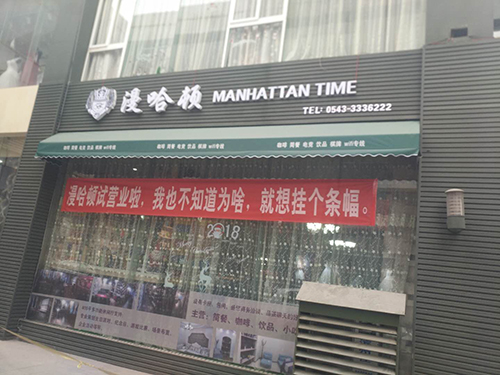 漫哈顿 MANHATTAN TIME
TEL: 0543-3336222
咖啡 简餐 电竞 饮品 棋牌 wifi专线
咖啡 简餐 电竞 饮品 棋牌 wifi专线
漫哈顿试营业啦，我也不知道为啥，就想挂个条幅。
2018
主营：简餐、咖啡、饮品、小吃